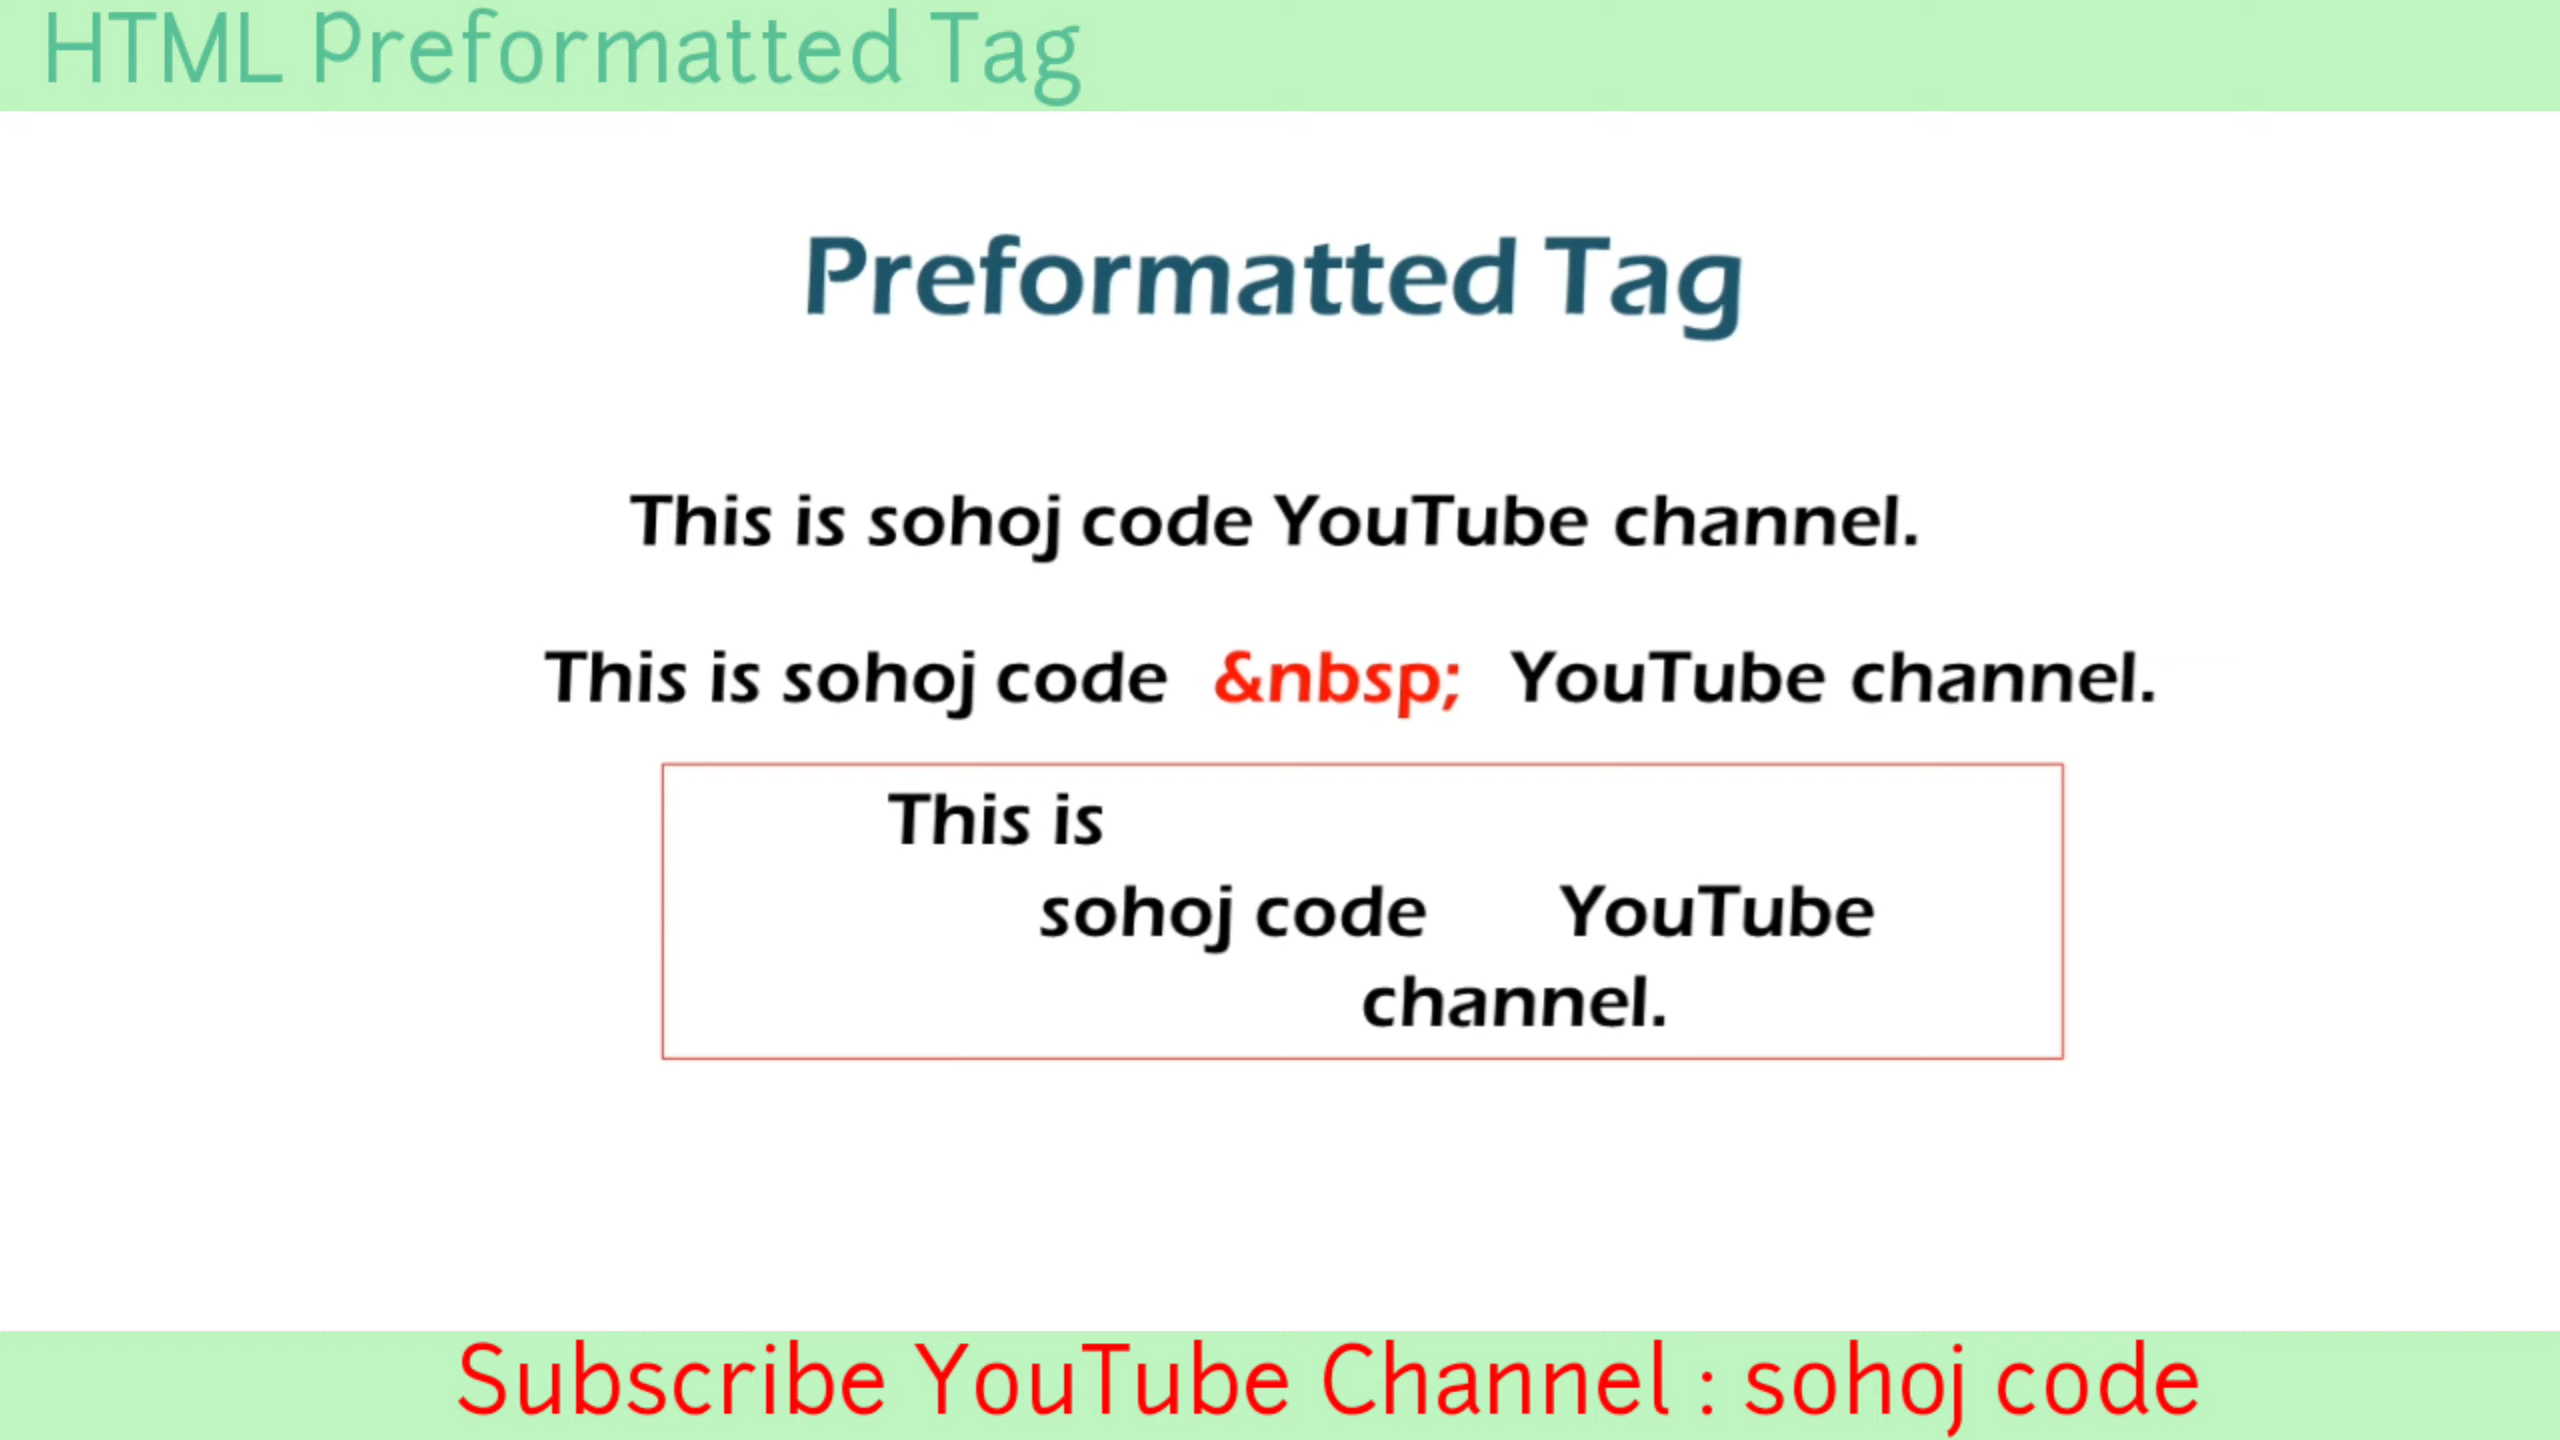 HTML Preformatted Tag
Preformatted Tag
This is sohoj code YouTube channel.
This is sohoj code &nbsp; YouTube channel.
This is
sohoj code YouTube
channel.
Subscribe YouTube Channel : sohoj code